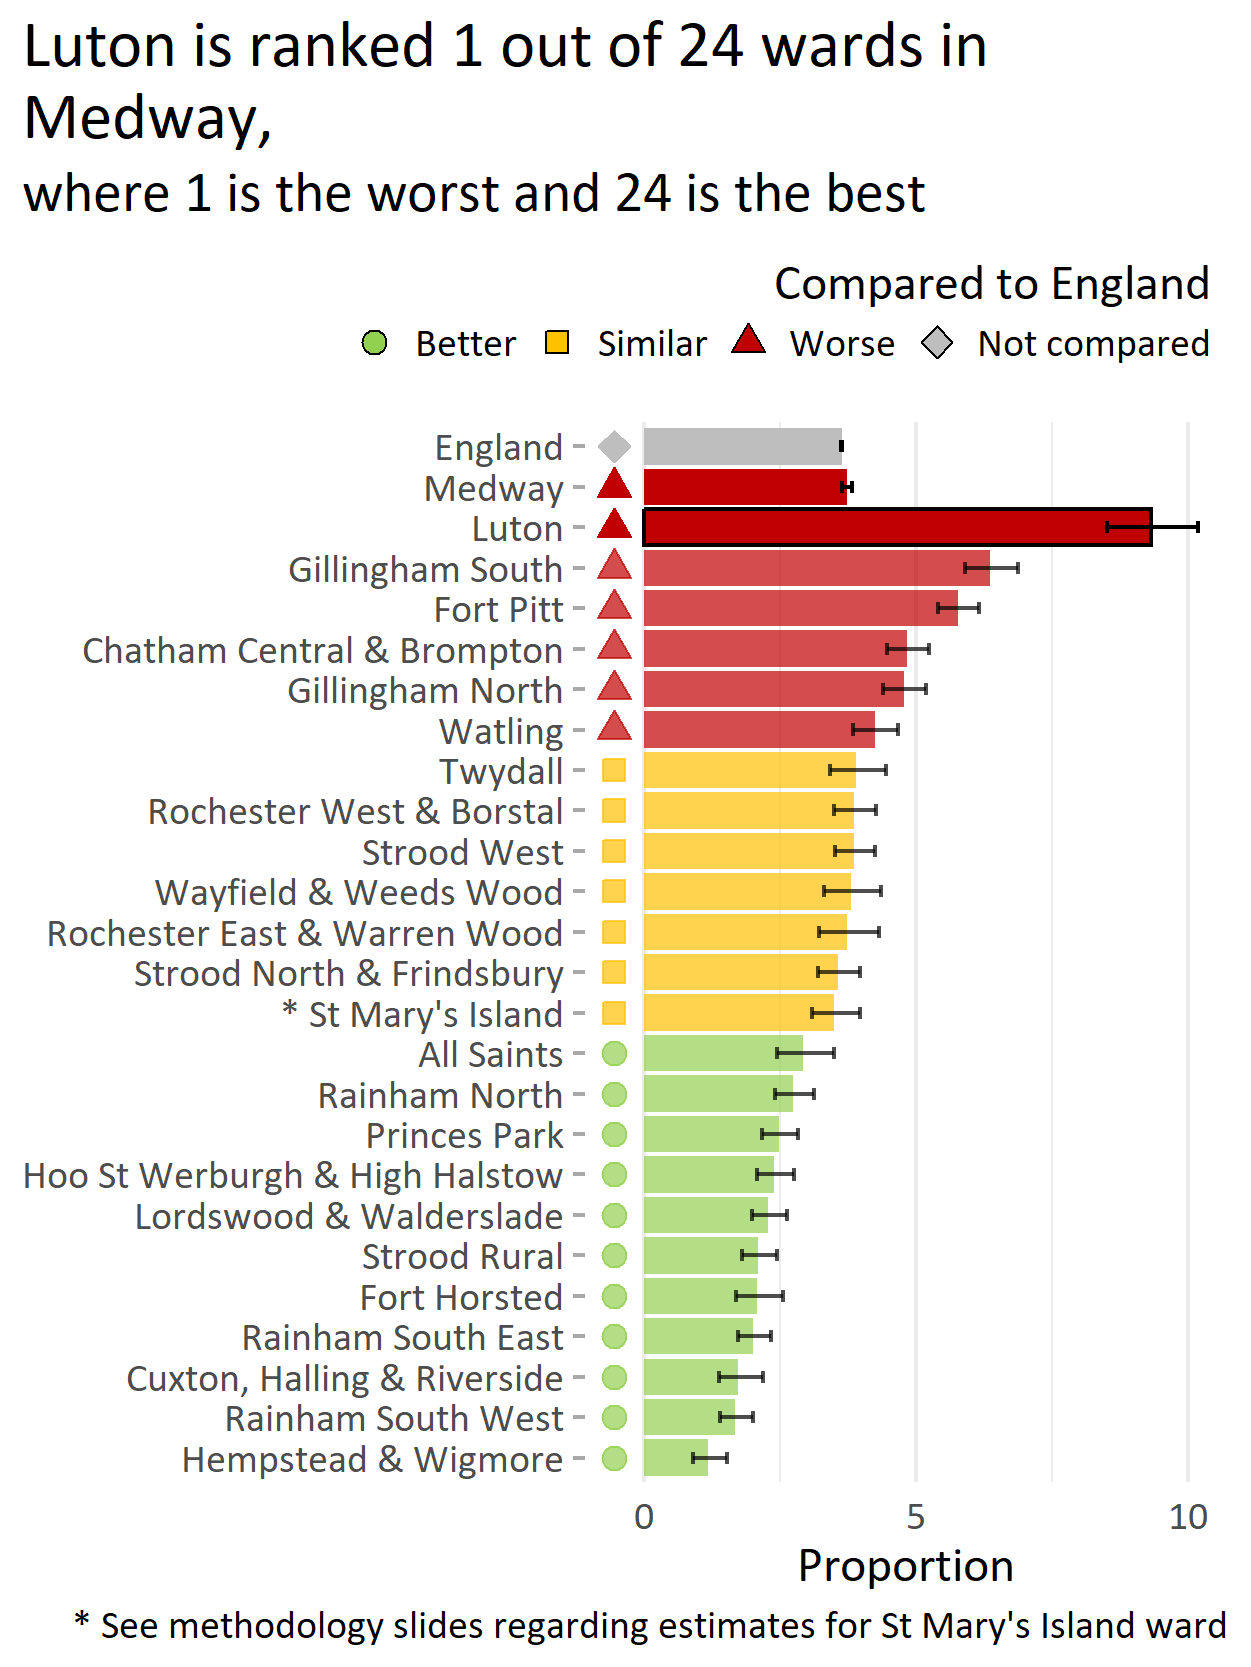 Luton is ranked 1 out of 24 wards in
Medway,
where 1 is the worst and 24 is the best
Compared to England
Better Similar Worse Not compared
England
Medway
Luton
Gillingham South
Fort Pitt
Chatham Central & Brompton
Gillingham North
Watling
Twydall
Rochester West & Borstal
Strood West
Wayfield & Weeds Wood
Rochester East & Warren Wood
Strood North & Frindsbury
* St Mary's Island
All Saints
Rainham North
Princes Park
Hoo St Werburgh & High Halstow
Lordswood & Walderslade
Strood Rural
Fort Horsted
Rainham South East
Cuxton, Halling & Riverside
Rainham South West
Hempstead & Wigmore
0 5 10
Proportion
* See methodology slides regarding estimates for St Mary's Island ward